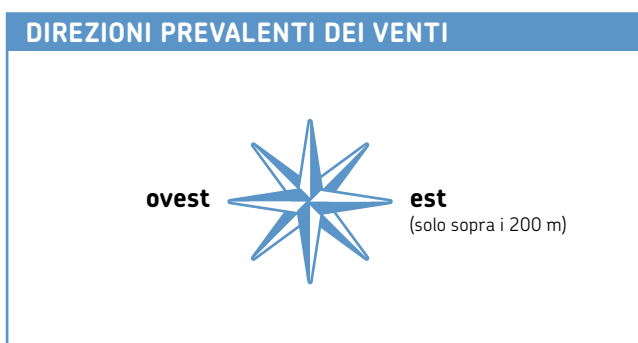 DIREZIONI PREVALENTI DEI VENTI
ovest
est
(solo sopra i 200 m)